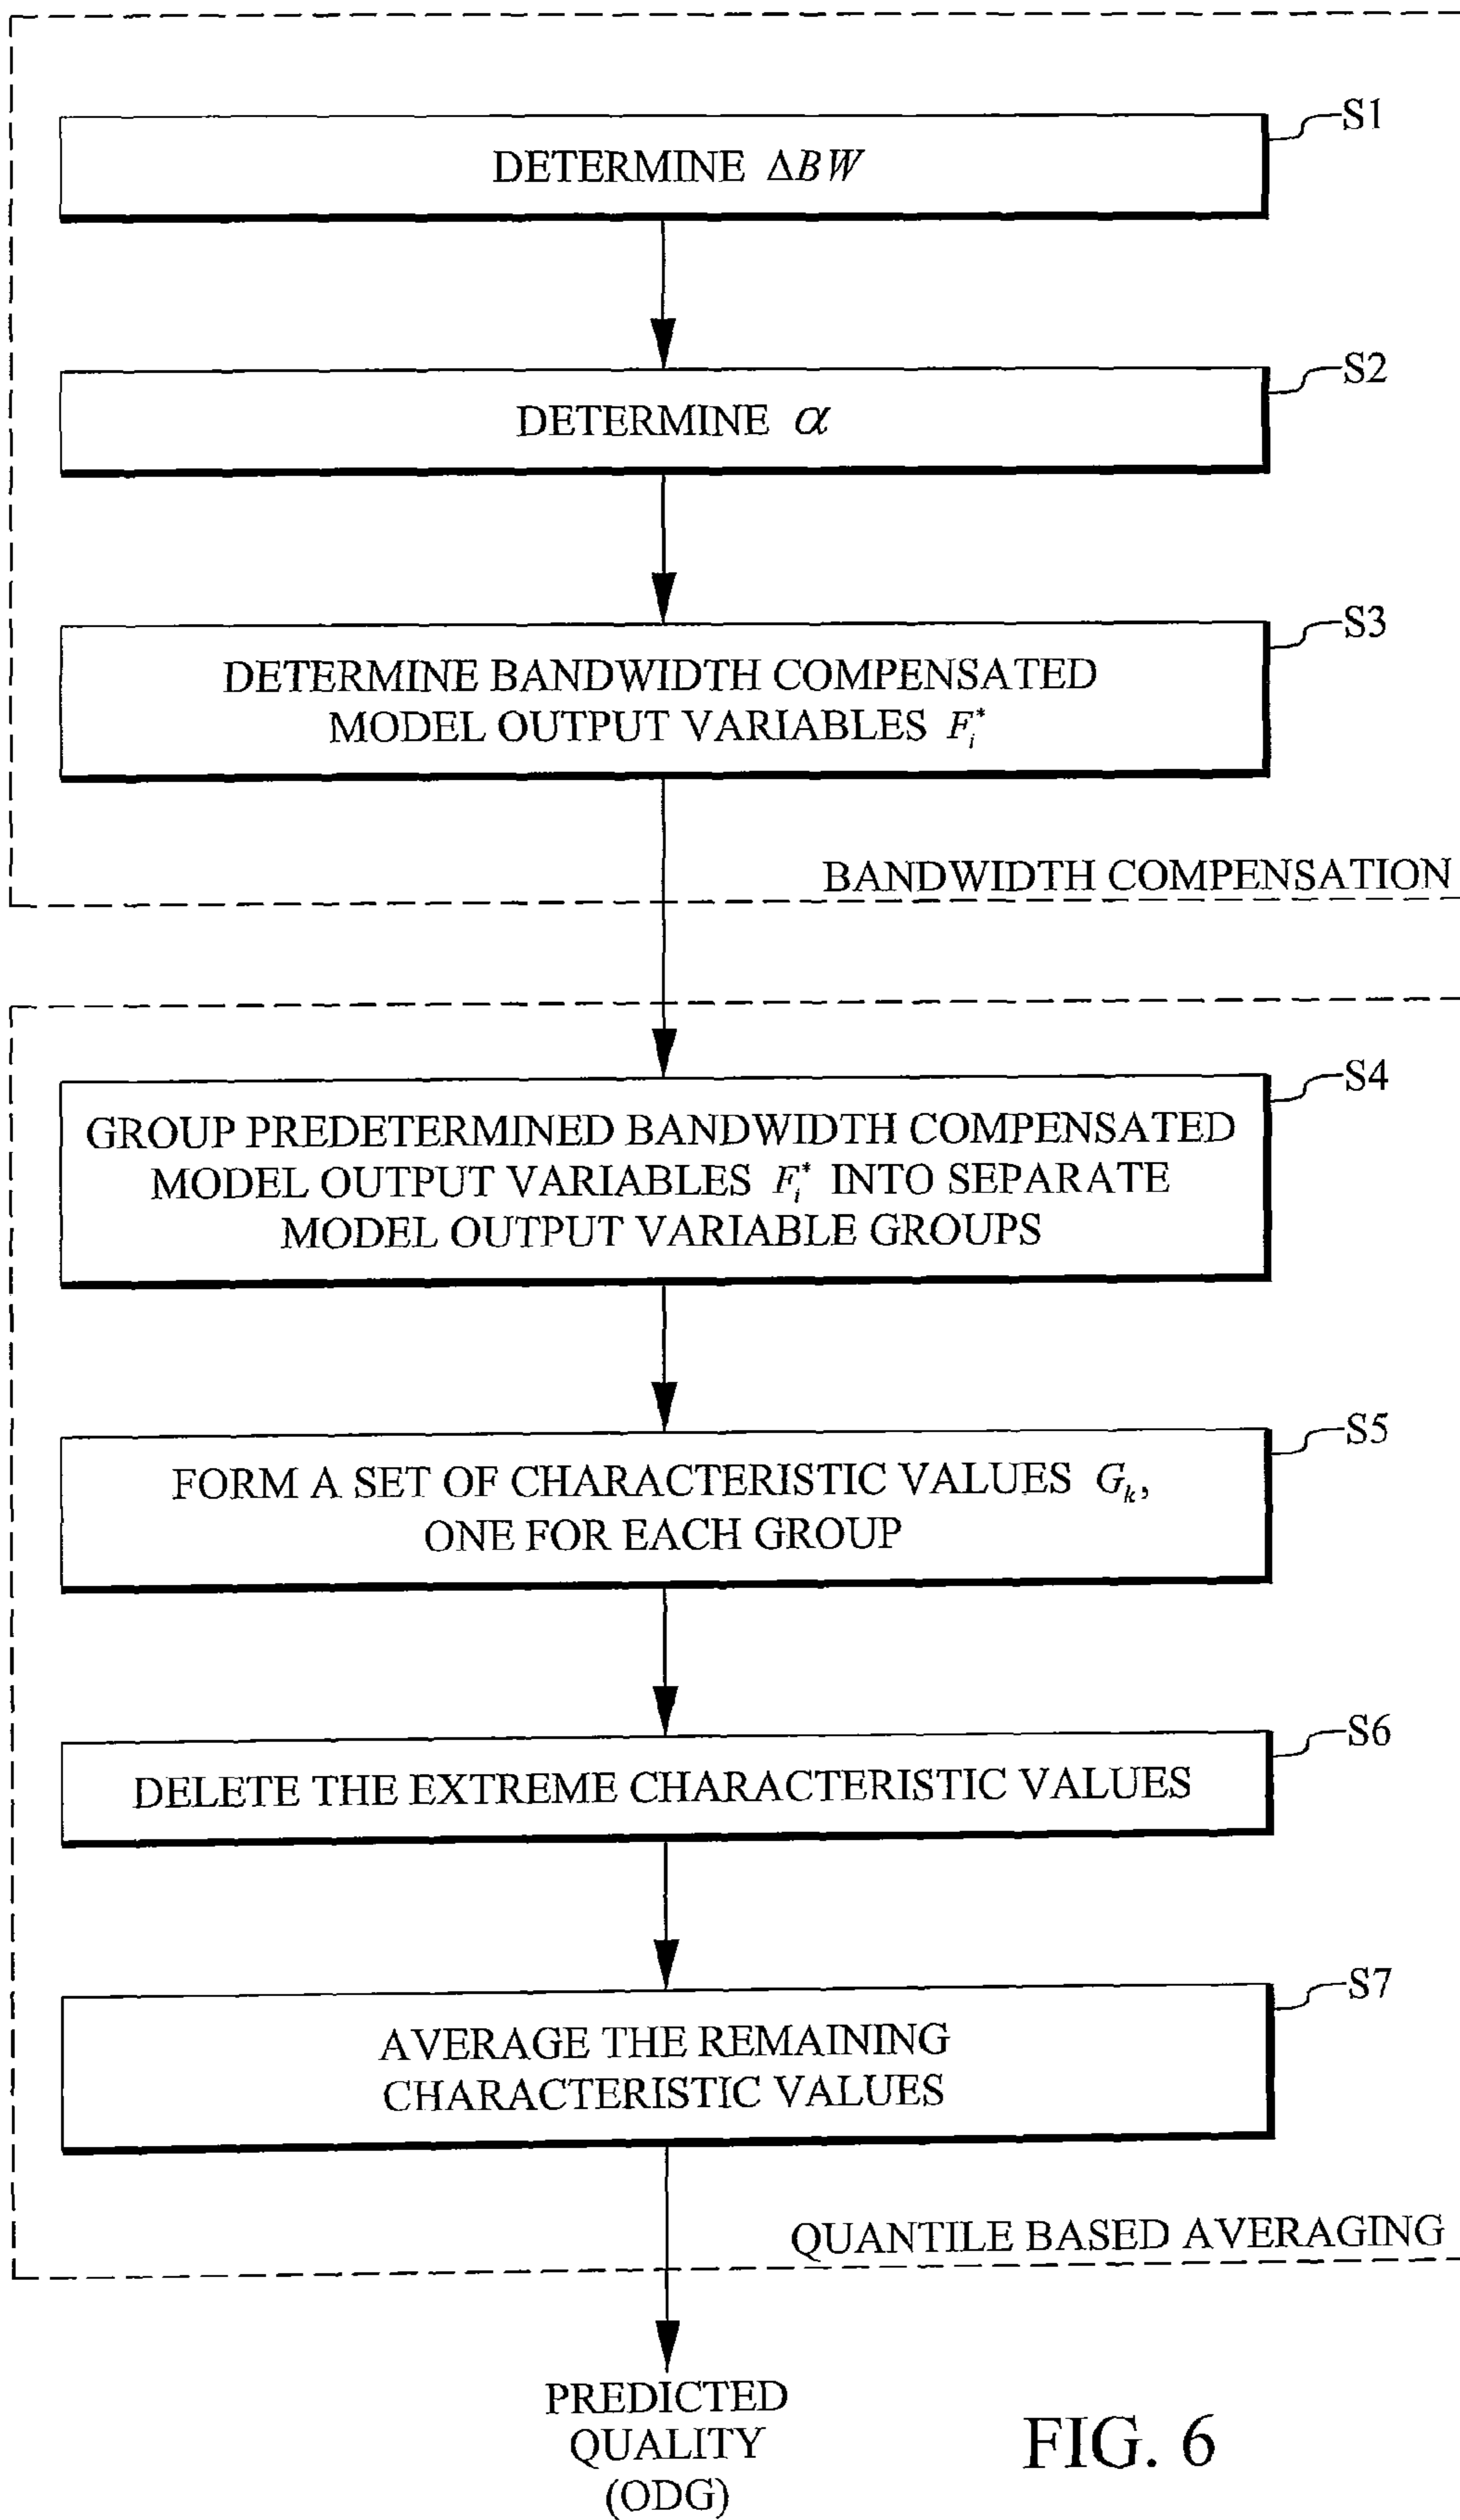 S1
DETERMINE ΔBW
S2
DETERMINE α
S3
DETERMINE BANDWIDTH COMPENSATED
MODEL OUTPUT VARIABLES F_i^*
BANDWIDTH COMPENSATION
S4
GROUP PREDETERMINED BANDWIDTH COMPENSATED
MODEL OUTPUT VARIABLES F_i^* INTO SEPARATE
MODEL OUTPUT VARIABLE GROUPS
S5
FORM A SET OF CHARACTERISTIC VALUES G_k,
ONE FOR EACH GROUP
S6
DELETE THE EXTREME CHARACTERISTIC VALUES
S7
AVERAGE THE REMAINING
CHARACTERISTIC VALUES
QUANTILE BASED AVERAGING
PREDICTED
QUALITY
(ODG)
FIG. 6